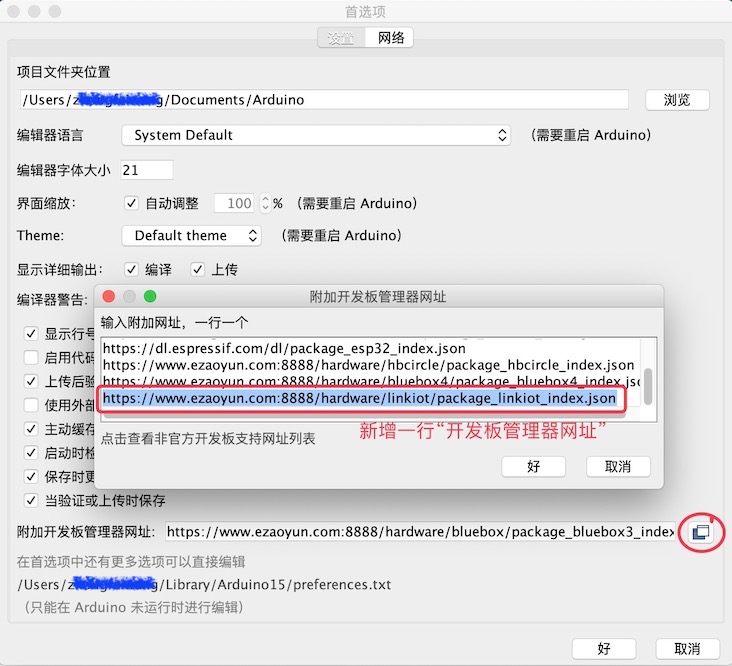 首选项
设置 网络
项目文件夹位置
/Users/z g/Documents/Arduino 浏览
编辑器语言 System Default (需要重启 Arduino)
编辑器字体大小 21
界面缩放: 自动调整 100 % (需要重启 Arduino)
Theme: Default theme (需要重启 Arduino)
显示详细输出: 编译 上传
编译器警告:
附加开发板管理器网址
输入附加网址，一行一个
https://dl.espressif.com/dl/package_esp32_index.json
https://www.ezaoyun.com:8888/hardware/hbcircle/package_hbcircle_index.json
https://www.ezaoyun.com:8888/hardware/bluebox4/package_bluebox4_index.jso
https://www.ezaoyun.com:8888/hardware/linkiot/package_linkiot_index.json
点击查看非官方开发板支持网址列表
新增一行“开发板管理器网址”
好 取消
显示行号
启用代码
上传后验
使用外部
主动缓存
启动时检
保存时更
当验证或上传时保存
附加开发板管理器网址: https://www.ezaoyun.com:8888/hardware/bluebox/package_bluebox3_index
在首选项中还有更多选项可以直接编辑
/Users/z g/Library/Arduino15/preferences.txt
（只能在 Arduino 未运行时进行编辑）
好 取消